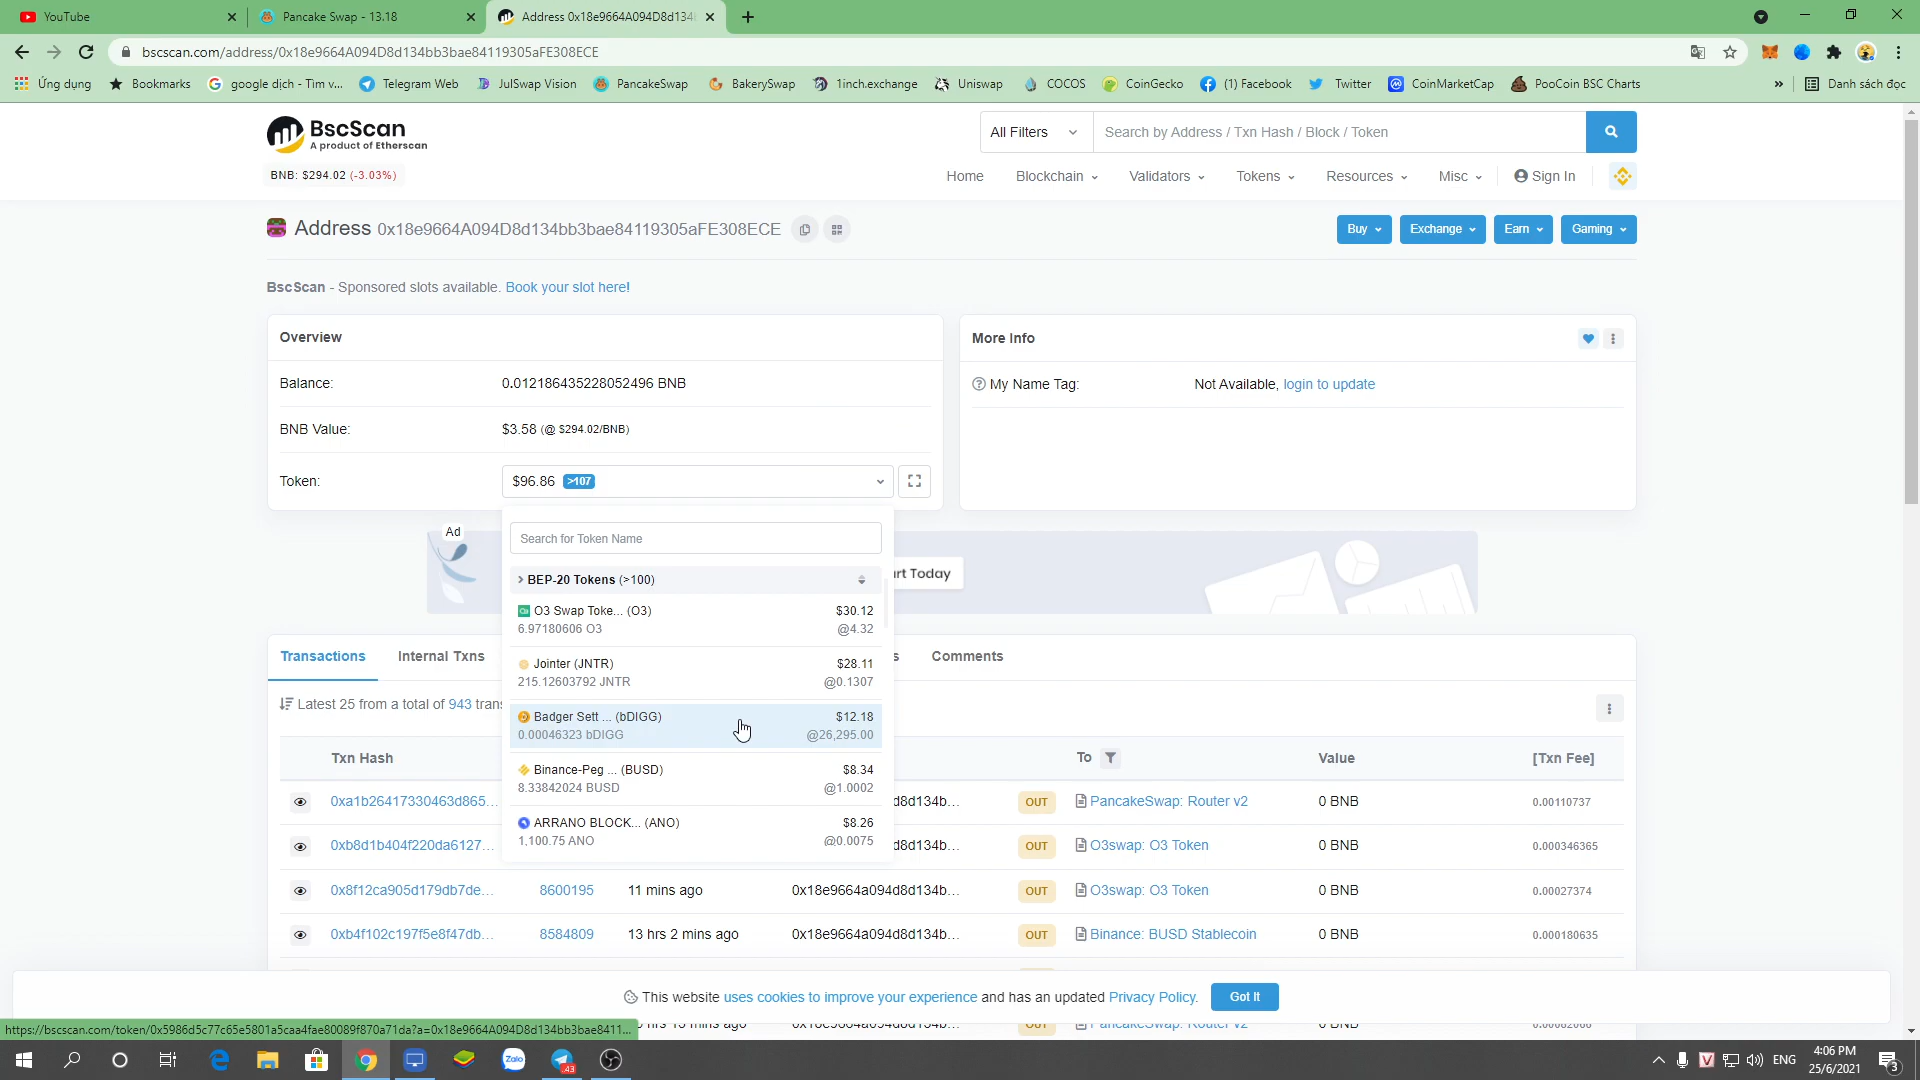 YouTube
Pancake Swap - 13.18
Address 0x18e9664A094D8d134
bscscan.com/address/0x18e9664A094D8d134bb3bae84119305aFE308ECE
Ứng dụng
Bookmarks
google dịch - Tìm v...
Telegram Web
JulSwap Vision
PancakeSwap
BakerySwap
1inch.exchange
Uniswap
COCOS
CoinGecko
(1) Facebook
Twitter
CoinMarketCap
PooCoin BSC Charts
»
Danh sách đọc
BscScan
A product of Etherscan
All Filters
Search by Address / Txn Hash / Block / Token
BNB: $294.02 (-3.03%)
Home
Blockchain
Validators
Tokens
Resources
Misc
Sign In
Address 0x18e9664A094D8d134bb3bae84119305aFE308ECE
Buy
Exchange
Earn
Gaming
BscScan - Sponsored slots available. Book your slot here!
Overview
More Info
Balance:
0.012186435228052496 BNB
My Name Tag:
Not Available, login to update
BNB Value:
$3.58 (@ $294.02/BNB)
Token:
$96.86 >107
Search for Token Name
Ad
BEP-20 Tokens (>100)
rt Today
O3 Swap Toke... (O3)
$30.12
6.97180606 O3
@4.32
Jointer (JNTR)
$28.11
215.12603792 JNTR
@0.1307
Badger Sett ... (bDIGG)
$12.18
0.00046323 bDIGG
@26,295.00
Binance-Peg ... (BUSD)
$8.34
8.33842024 BUSD
@1.0002
ARRANO BLOCK... (ANO)
$8.26
1,100.75 ANO
@0.0075
Transactions
Internal Txns
s
Comments
Latest 25 from a total of 943 trans
Txn Hash
To
Value
[Txn Fee]
0xa1b26417330463d865...
d8d134b...
OUT
PancakeSwap: Router v2
0 BNB
0.00110737
0xb8d1b404f220da6127...
d8d134b...
OUT
O3swap: O3 Token
0 BNB
0.000346365
0x8f12ca905d179db7de...
8600195
11 mins ago
0x18e9664a094d8d134b...
OUT
O3swap: O3 Token
0 BNB
0.00027374
0xb4f102c197f5e8f47db...
8584809
13 hrs 2 mins ago
0x18e9664a094d8d134b...
OUT
Binance: BUSD Stablecoin
0 BNB
0.000180635
This website uses cookies to improve your experience and has an updated Privacy Policy.
Got It
https://bscscan.com/token/0x5986d5c77c65e5801a5caa4fae80089f870a71da?a=0x18e9664A094D8d134bb3bae8411...
Zalo
43
ENG
4:06 PM
25/6/2021
3